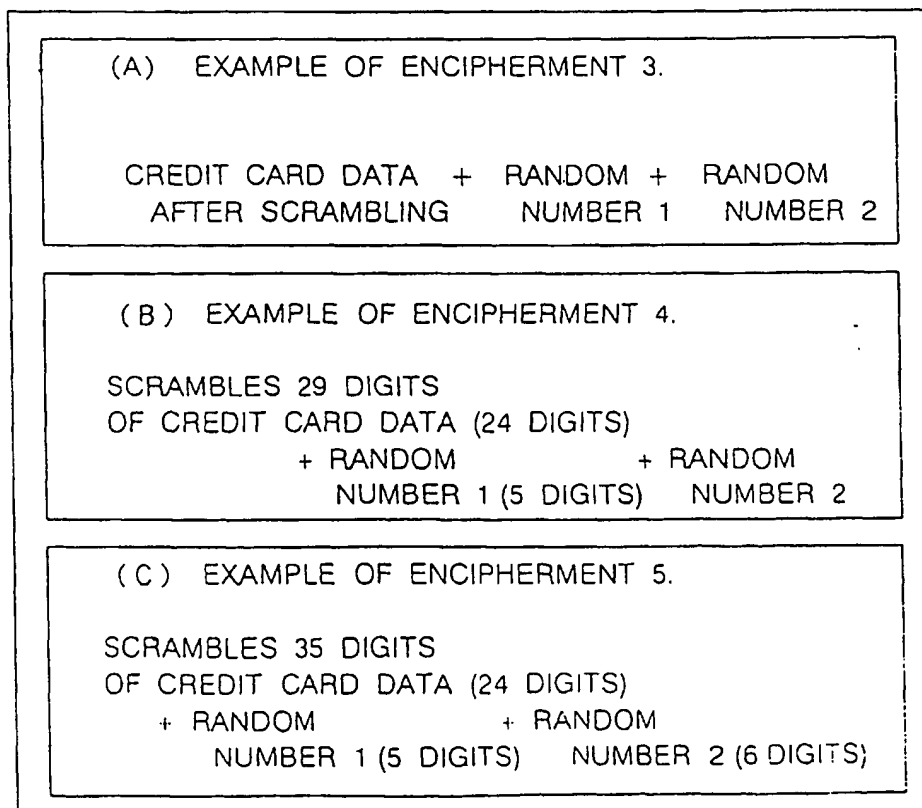 (A) EXAMPLE OF ENCIPHERMENT 3.
CREDIT CARD DATA + RANDOM + RANDOM
AFTER SCRAMBLING NUMBER 1 NUMBER 2
(B) EXAMPLE OF ENCIPHERMENT 4.
SCRAMBLES 29 DIGITS
OF CREDIT CARD DATA (24 DIGITS)
+ RANDOM + RANDOM
NUMBER 1 (5 DIGITS) NUMBER 2
(C) EXAMPLE OF ENCIPHERMENT 5.
SCRAMBLES 35 DIGITS
OF CREDIT CARD DATA (24 DIGITS)
+ RANDOM + RANDOM
NUMBER 1 (5 DIGITS) NUMBER 2 (6 DIGITS)